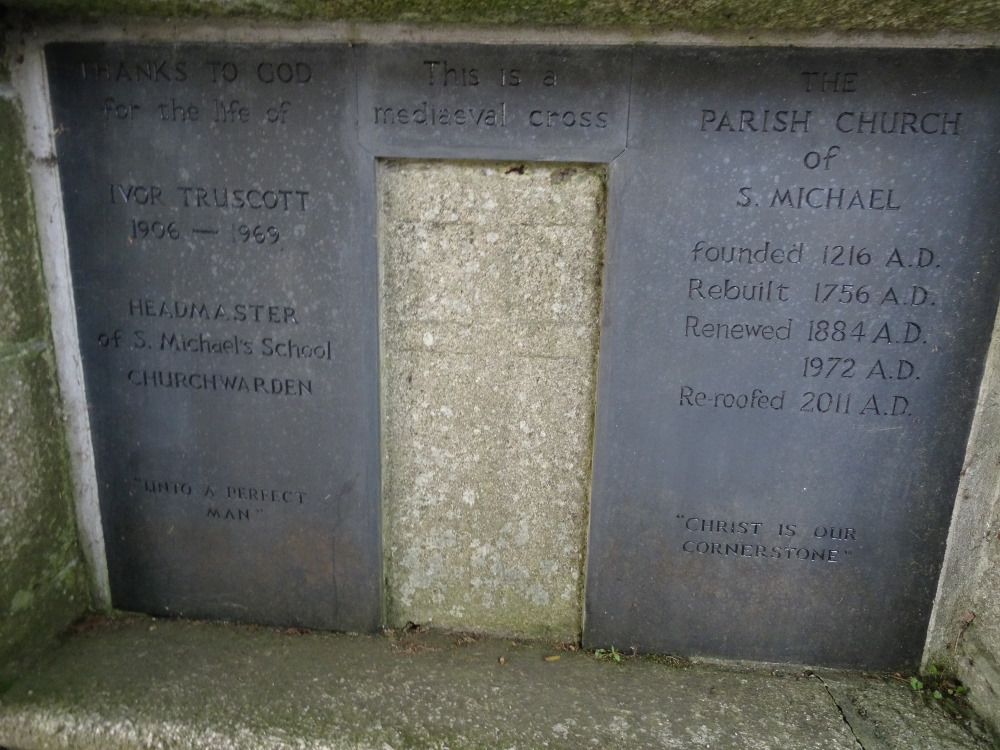 THANKS TO GOD
for the life of
IVOR TRUSCOTT
1906 — 1969
HEADMASTER
of S. Michael's School
CHURCHWARDEN
"UNTO A PERFECT
MAN"
This is a
mediaeval cross
THE
PARISH CHURCH
of
S. MICHAEL
founded 1216 A.D.
Rebuilt 1756 A.D.
Renewed 1884 A.D.
1972 A.D.
Re-roofed 2011 A.D.
"CHRIST IS OUR
CORNERSTONE"